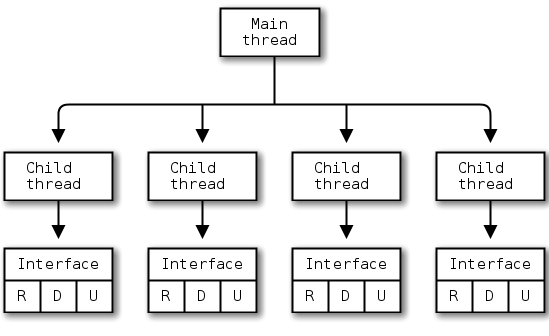 Main
thread
Child
thread
Child
thread
Child
thread
Child
thread
Interface
R D U
Interface
R D U
Interface
R D U
Interface
R D U